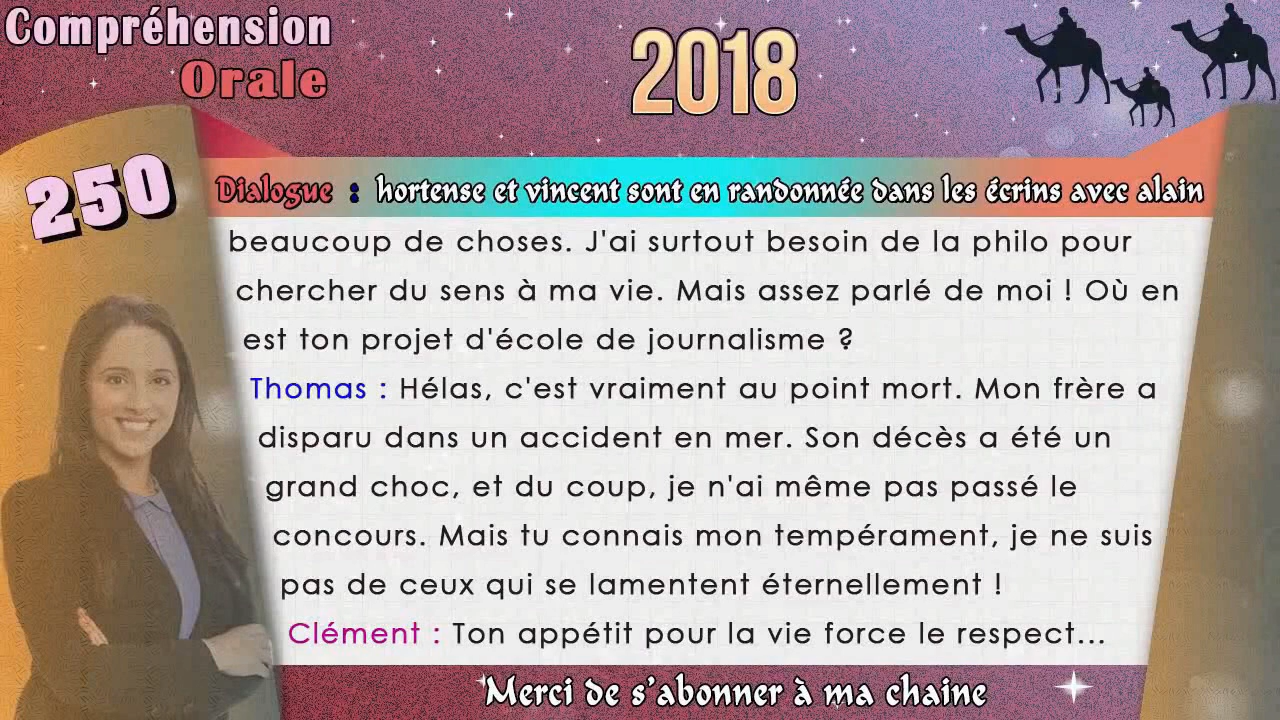 Compréhension
Orale
2018
250
Dialogue : hortense et vincent sont en randonnée dans les écrins avec alain
beaucoup de choses. J'ai surtout besoin de la philo pour
chercher du sens à ma vie. Mais assez parlé de moi ! Où en
est ton projet d'école de journalisme ?
Thomas : Hélas, c'est vraiment au point mort. Mon frère a
disparu dans un accident en mer. Son décès a été un
grand choc, et du coup, je n'ai même pas passé le
concours. Mais tu connais mon tempérament, je ne suis
pas de ceux qui se lamentent éternellement !
Clément : Ton appétit pour la vie force le respect...
Merci de s'abonner à ma chaine